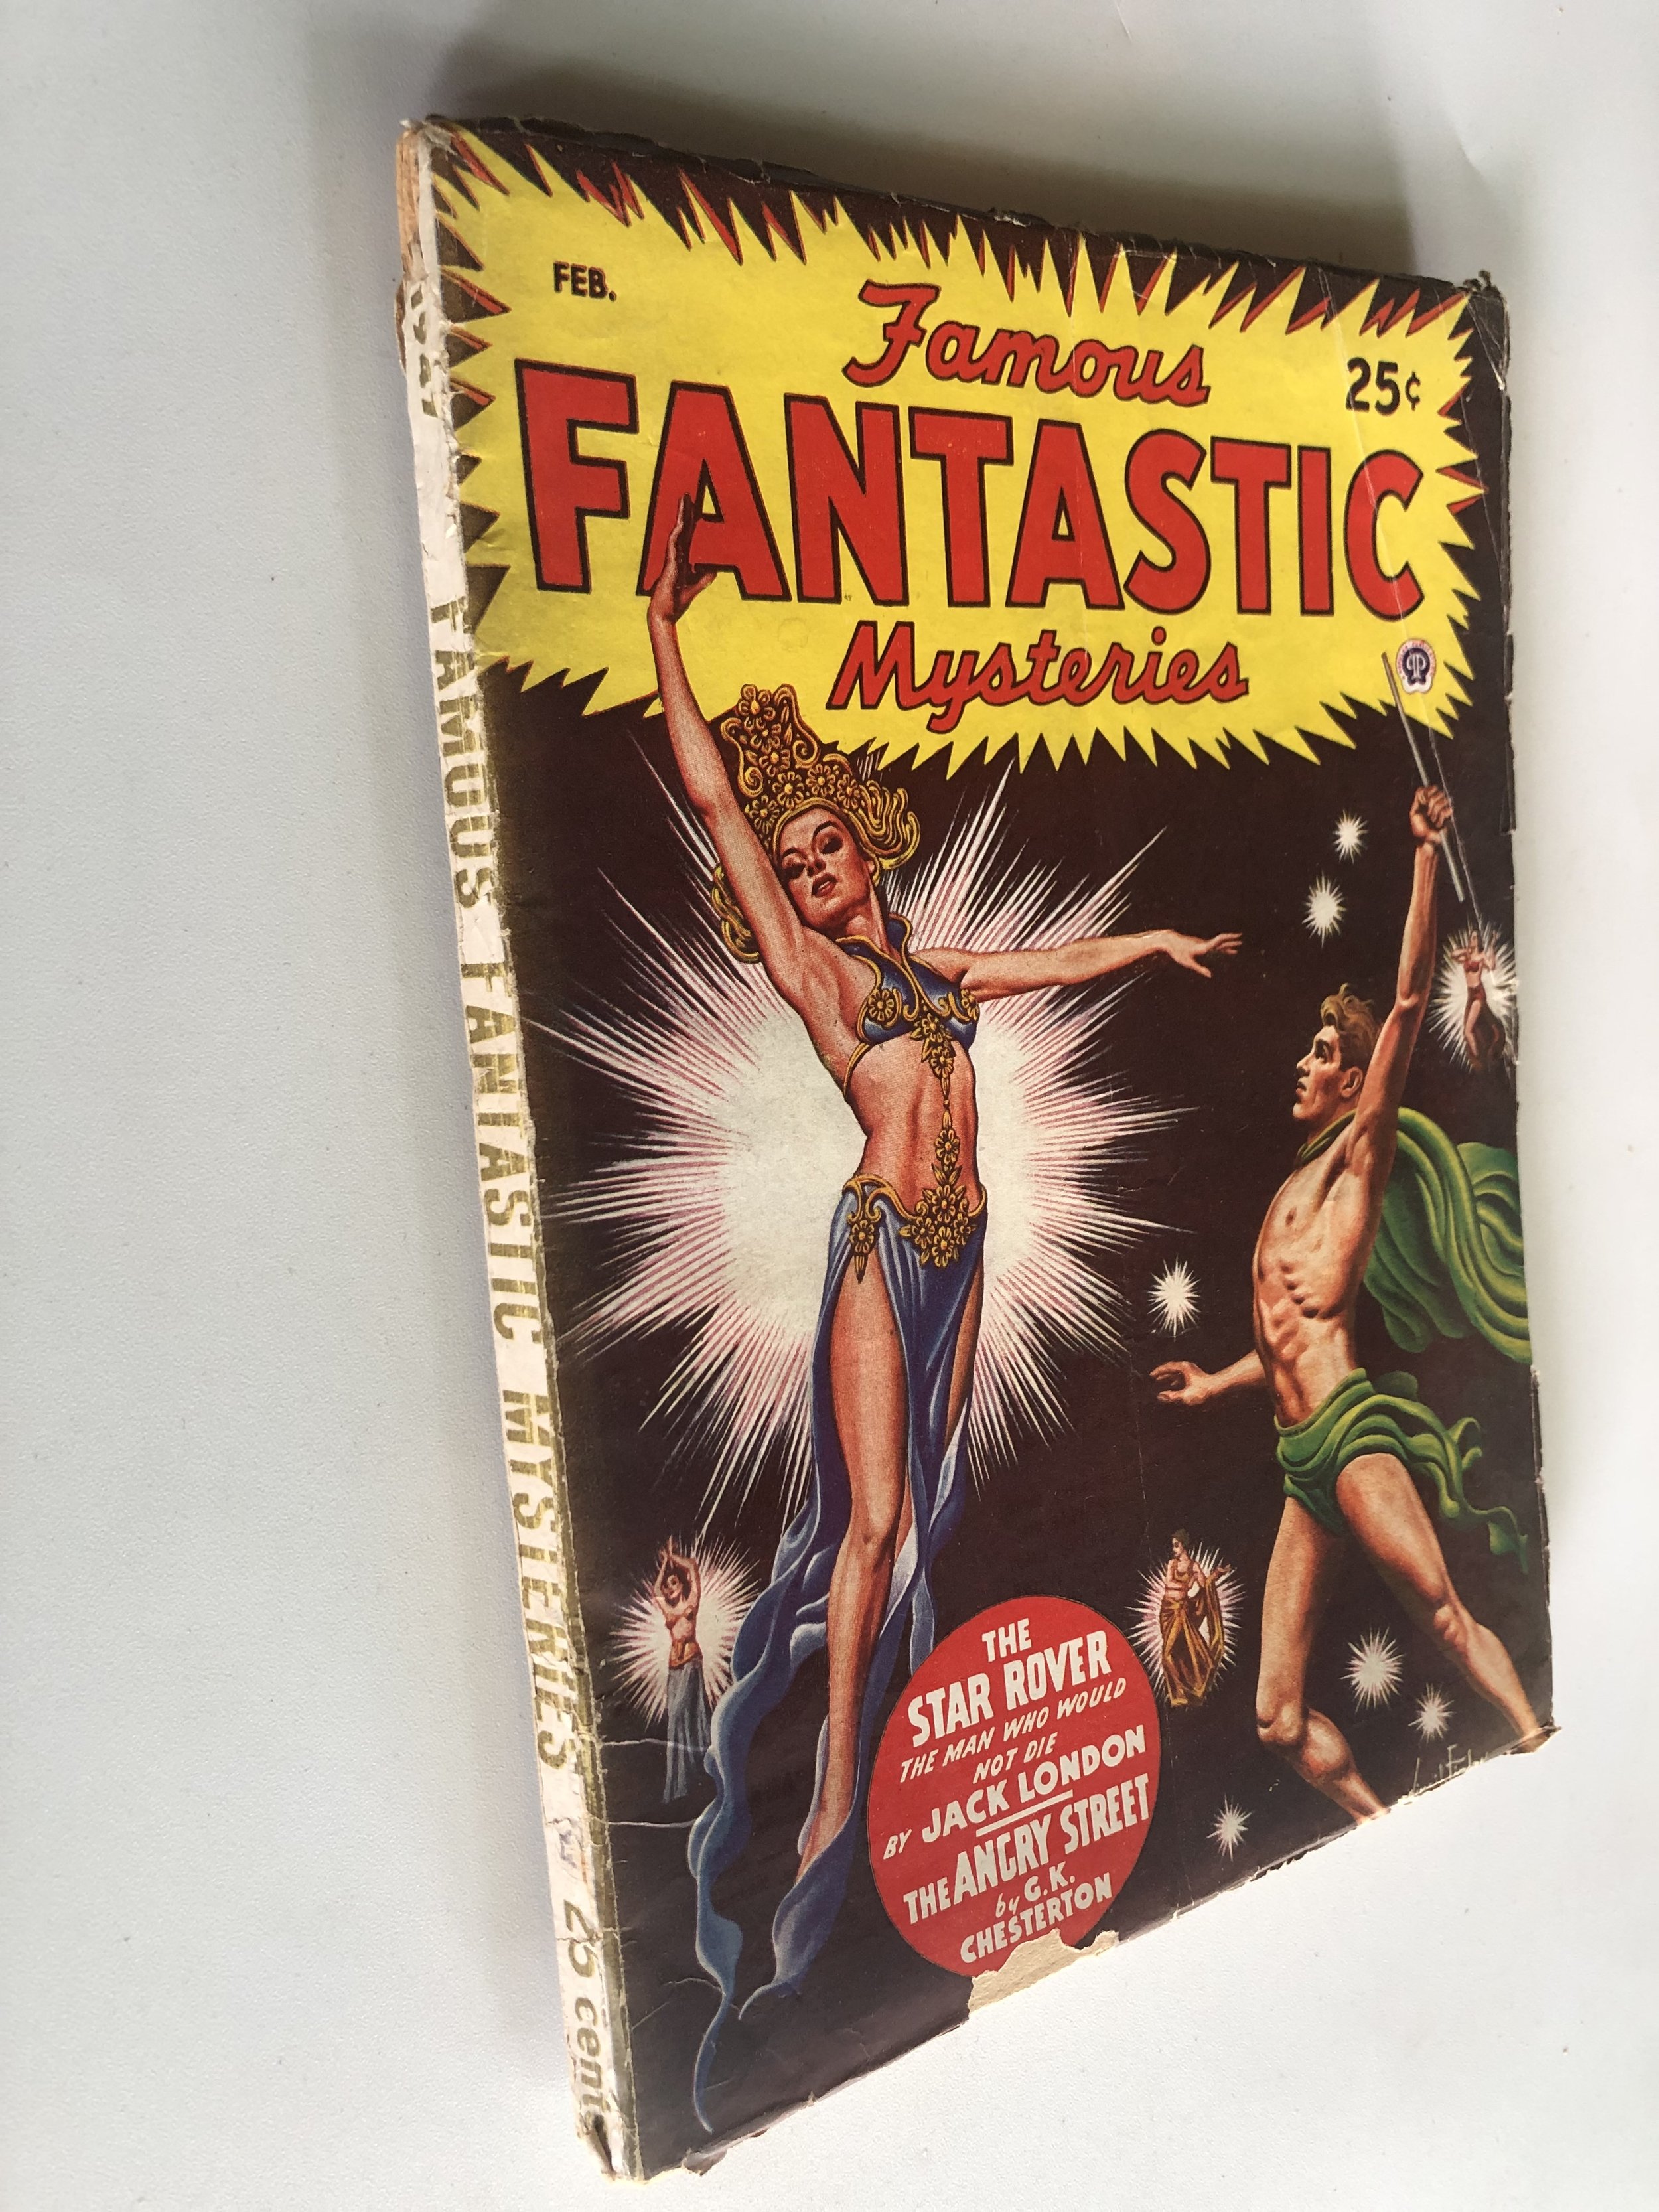 FEB.
25¢
Famous
FANTASTIC
Mysteries
THE
STAR ROVER
THE MAN WHO WOULD
NOT DIE
BY JACK LONDON
THE ANGRY STREET
by G.K.
CHESTERTON
FAMOUS FANTASTIC MYSTERIES 25 cents